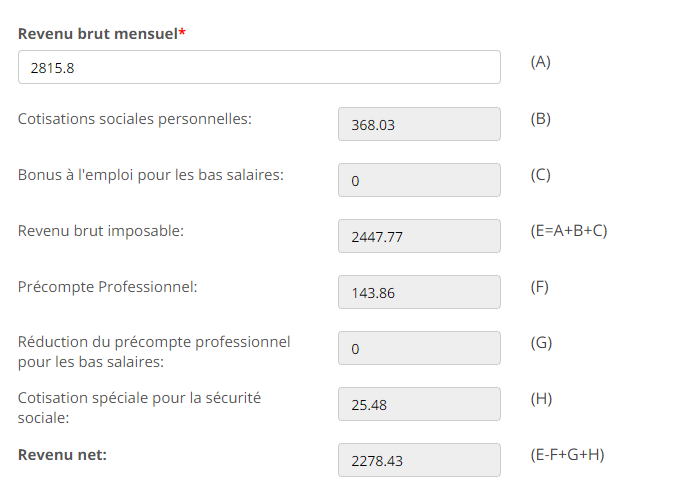 Revenu brut mensuel*
2815.8 (A)
Cotisations sociales personnelles: 368.03 (B)
Bonus à l'emploi pour les bas salaires: 0 (C)
Revenu brut imposable: 2447.77 (E=A+B+C)
Précompte Professionnel: 143.86 (F)
Réduction du précompte professionnel
pour les bas salaires: 0 (G)
Cotisation spéciale pour la sécurité
sociale: 25.48 (H)
Revenu net: 2278.43 (E-F+G+H)